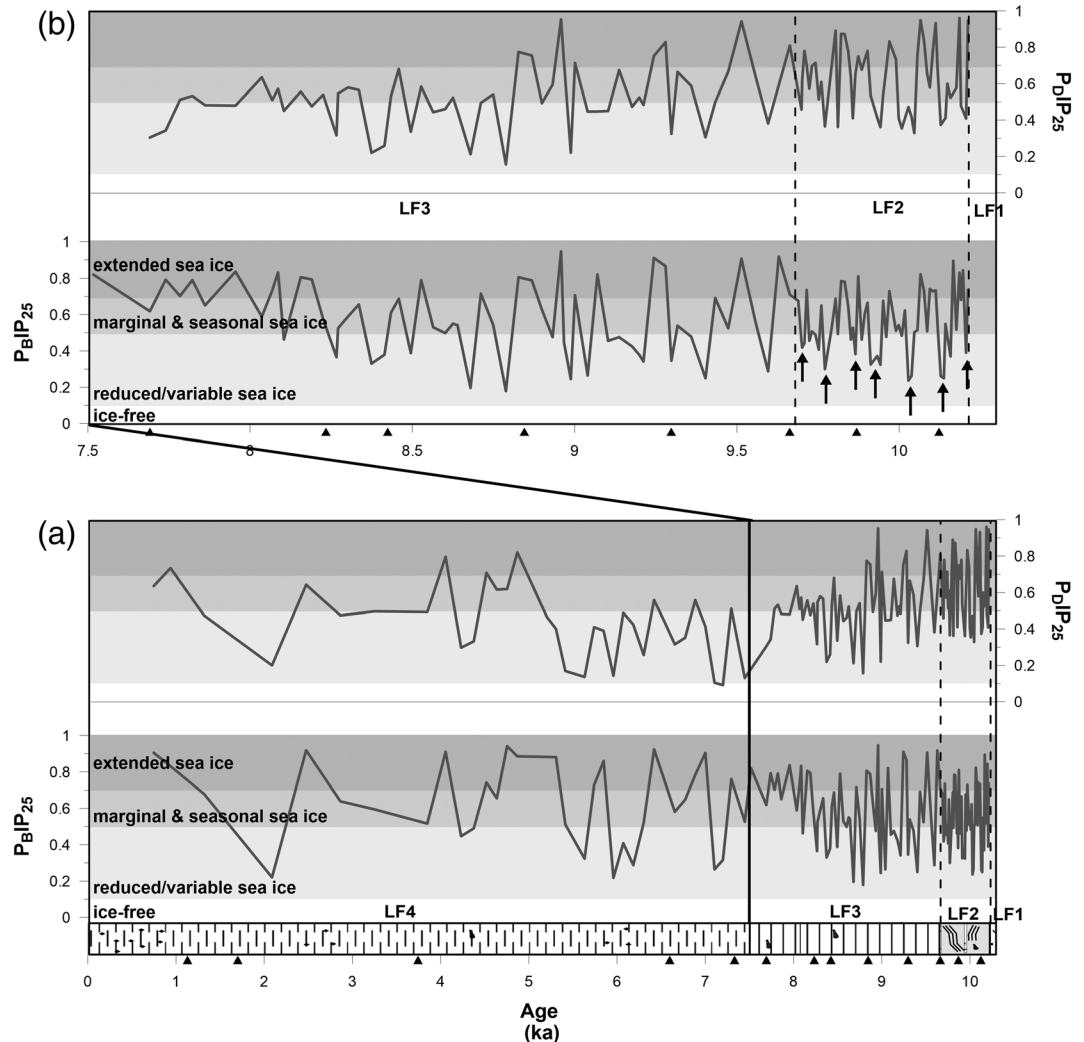 (b)
1
0.8
0.6
0.4
0.2
0
P_DIP_25
LF3 LF2 LF1
1
0.8
0.6
0.4
0.2
0
P_BIP_25
extended sea ice
marginal & seasonal sea ice
reduced/variable sea ice
ice-free
7.5 8 8.5 9 9.5 10
(a)
1
0.8
0.6
0.4
0.2
0
P_DIP_25
1
0.8
0.6
0.4
0.2
0
P_BIP_25
extended sea ice
marginal & seasonal sea ice
reduced/variable sea ice
ice-free
LF4 LF3 LF2 LF1
0 1 2 3 4 5 6 7 8 9 10
Age
(ka)